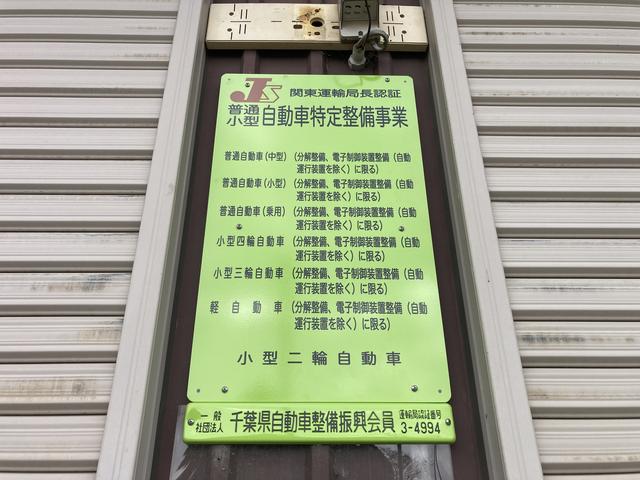 JS 関東運輸局長認証
普通
小型 自動車特定整備事業
普通自動車(中型) (分解整備、電子制御装置整備(自動
運行装置を除く)に限る)
普通自動車(小型) (分解整備、電子制御装置整備(自動
運行装置を除く)に限る)
普通自動車(乗用) (分解整備、電子制御装置整備(自動
運行装置を除く)に限る)
小型四輪自動車 (分解整備、電子制御装置整備(自動
運行装置を除く)に限る)
小型三輪自動車 (分解整備、電子制御装置整備(自動
運行装置を除く)に限る)
軽自動車 (分解整備、電子制御装置整備(自動
運行装置を除く)に限る)
小型二輪自動車
一般
社団法人 千葉県自動車整備振興会員 運輸局認証番号
3-4994